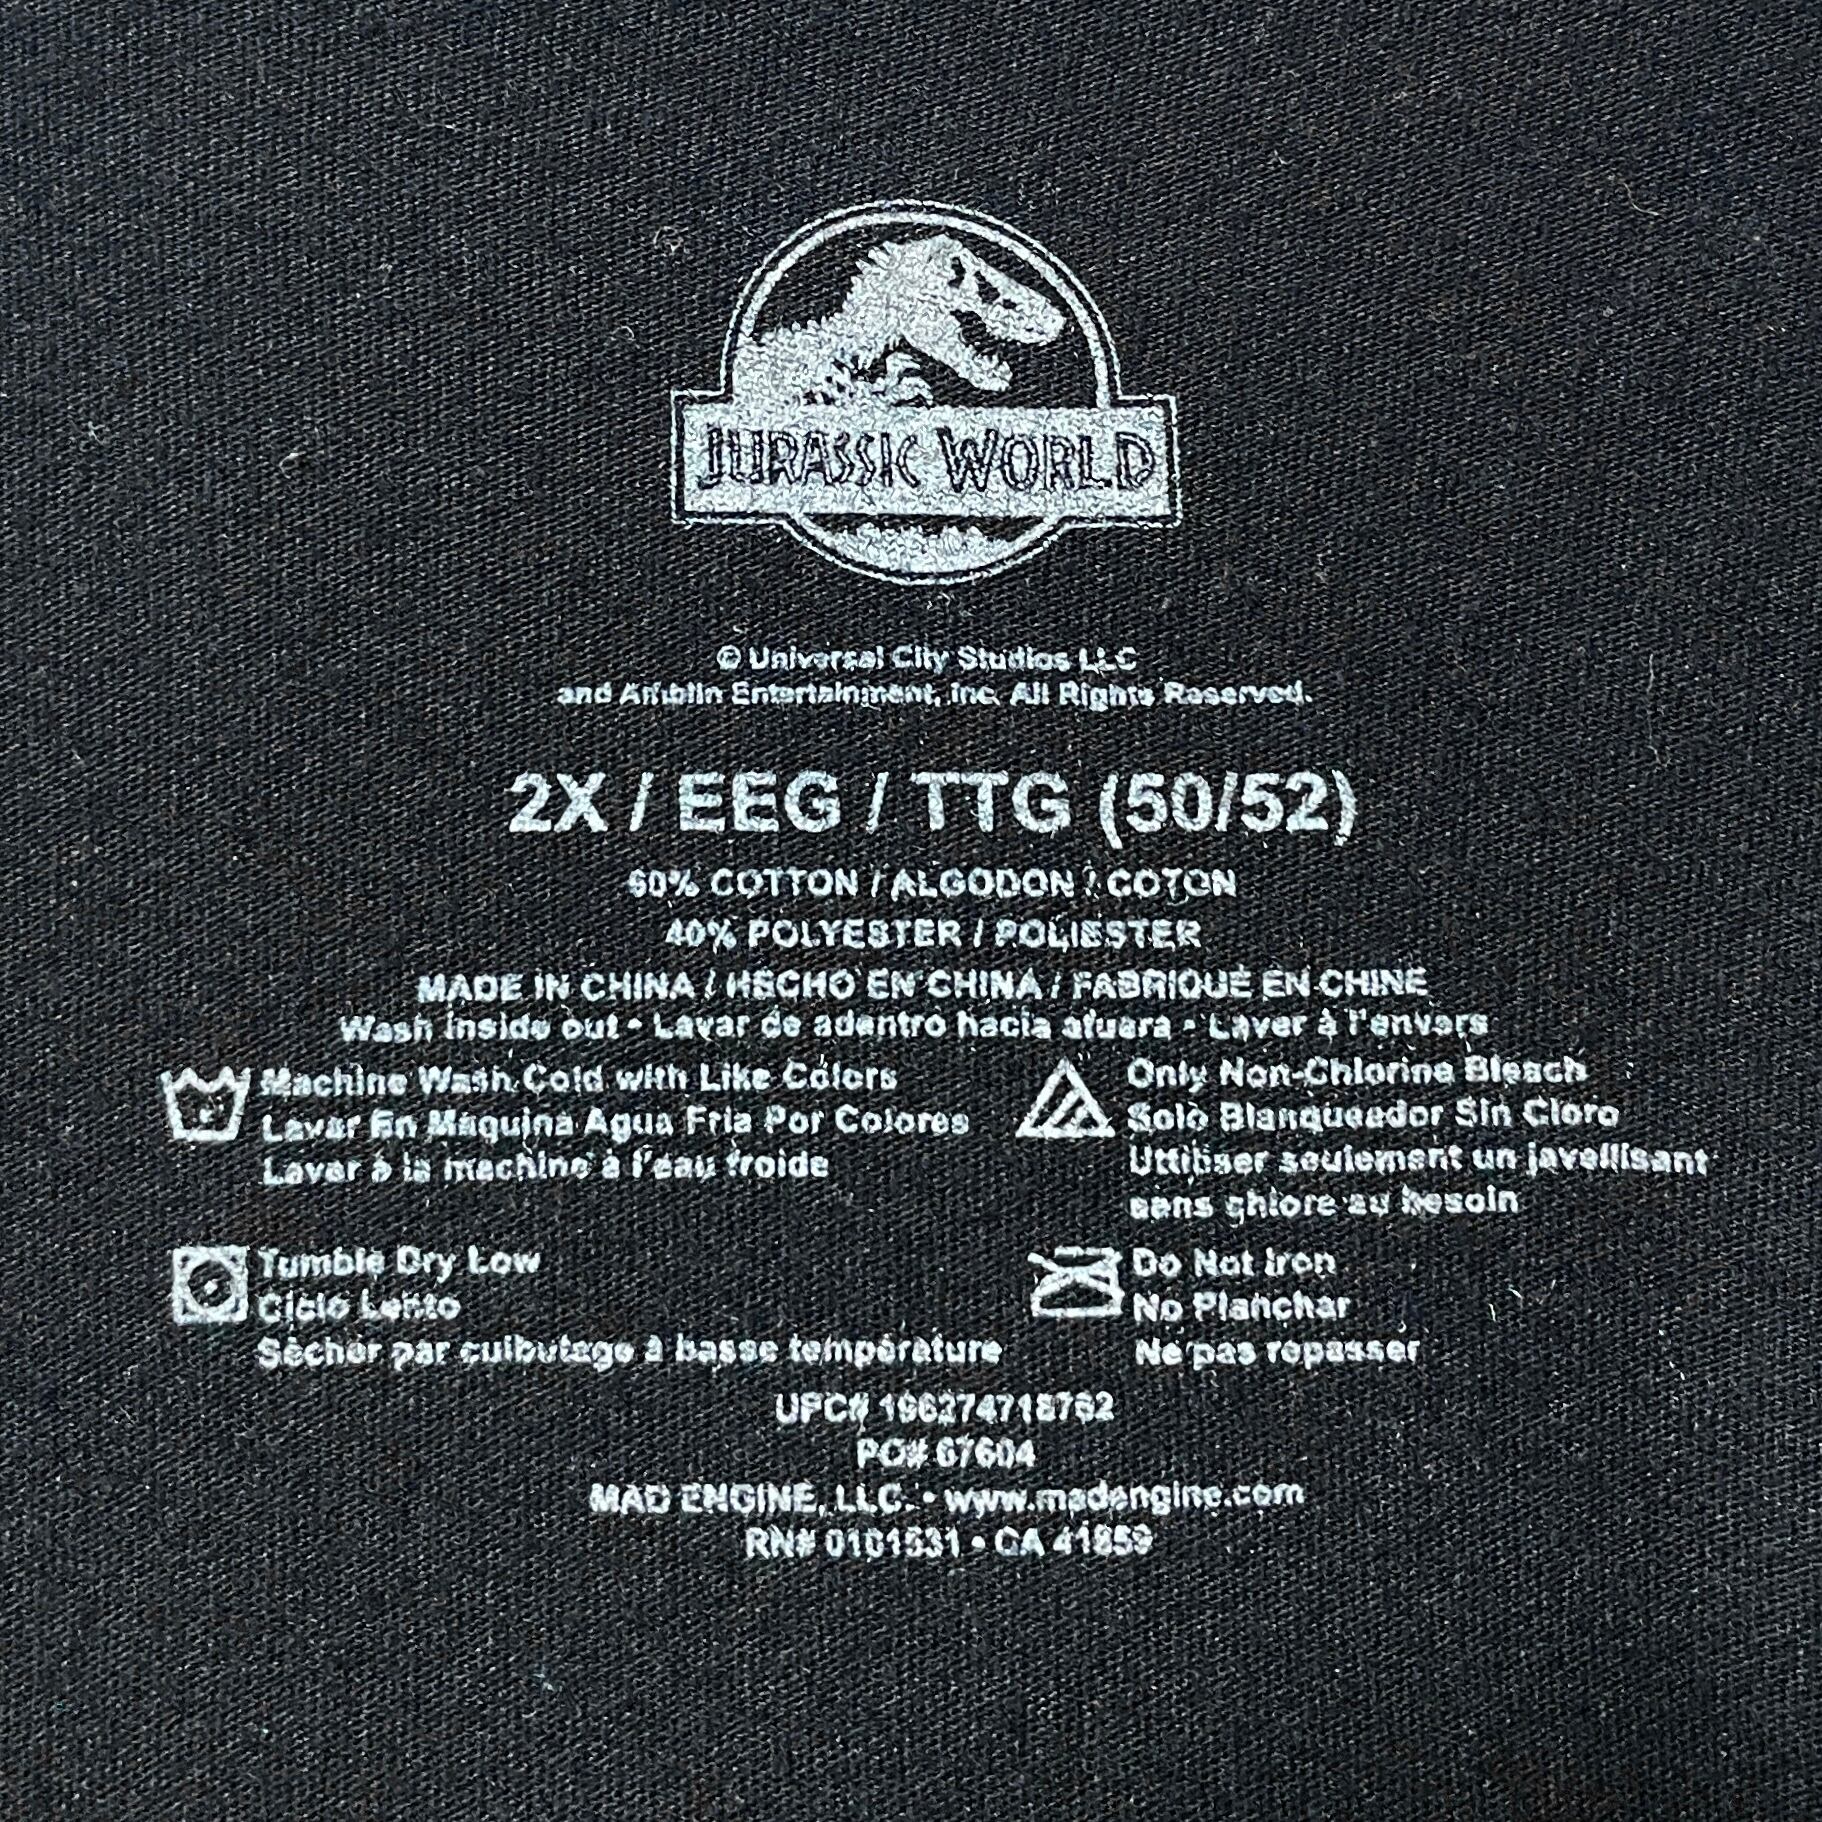 JURASSIC WORLD
© Universal City Studios LLC
and Amblin Entertainment, Inc. All Rights Reserved.
2X / EEG / TTG (50/52)
60% COTTON / ALGODON / COTON
40% POLYESTER / POLIESTER
MADE IN CHINA / HECHO EN CHINA / FABRIQUÉ EN CHINE
Wash inside out • Lavar de adentro hacia afuera • Laver à l'envers
Machine Wash Cold with Like Colors
Lavar En Maquina Agua Fria Por Colores
Laver à la machine à l'eau froide
Only Non-Chlorine Bleach
Solo Blanqueador Sin Cloro
Uttiliser seulement un javellisant
sans chlore au besoin
Tumble Dry Low
Ciclo Lento
Sécher par culbutage à basse température
Do Not Iron
No Planchar
Ne pas repasser
UPC# 196274718762
PO# 67604
MAD ENGINE, LLC. • www.madengine.com
RN# 0101631 • CA 41859